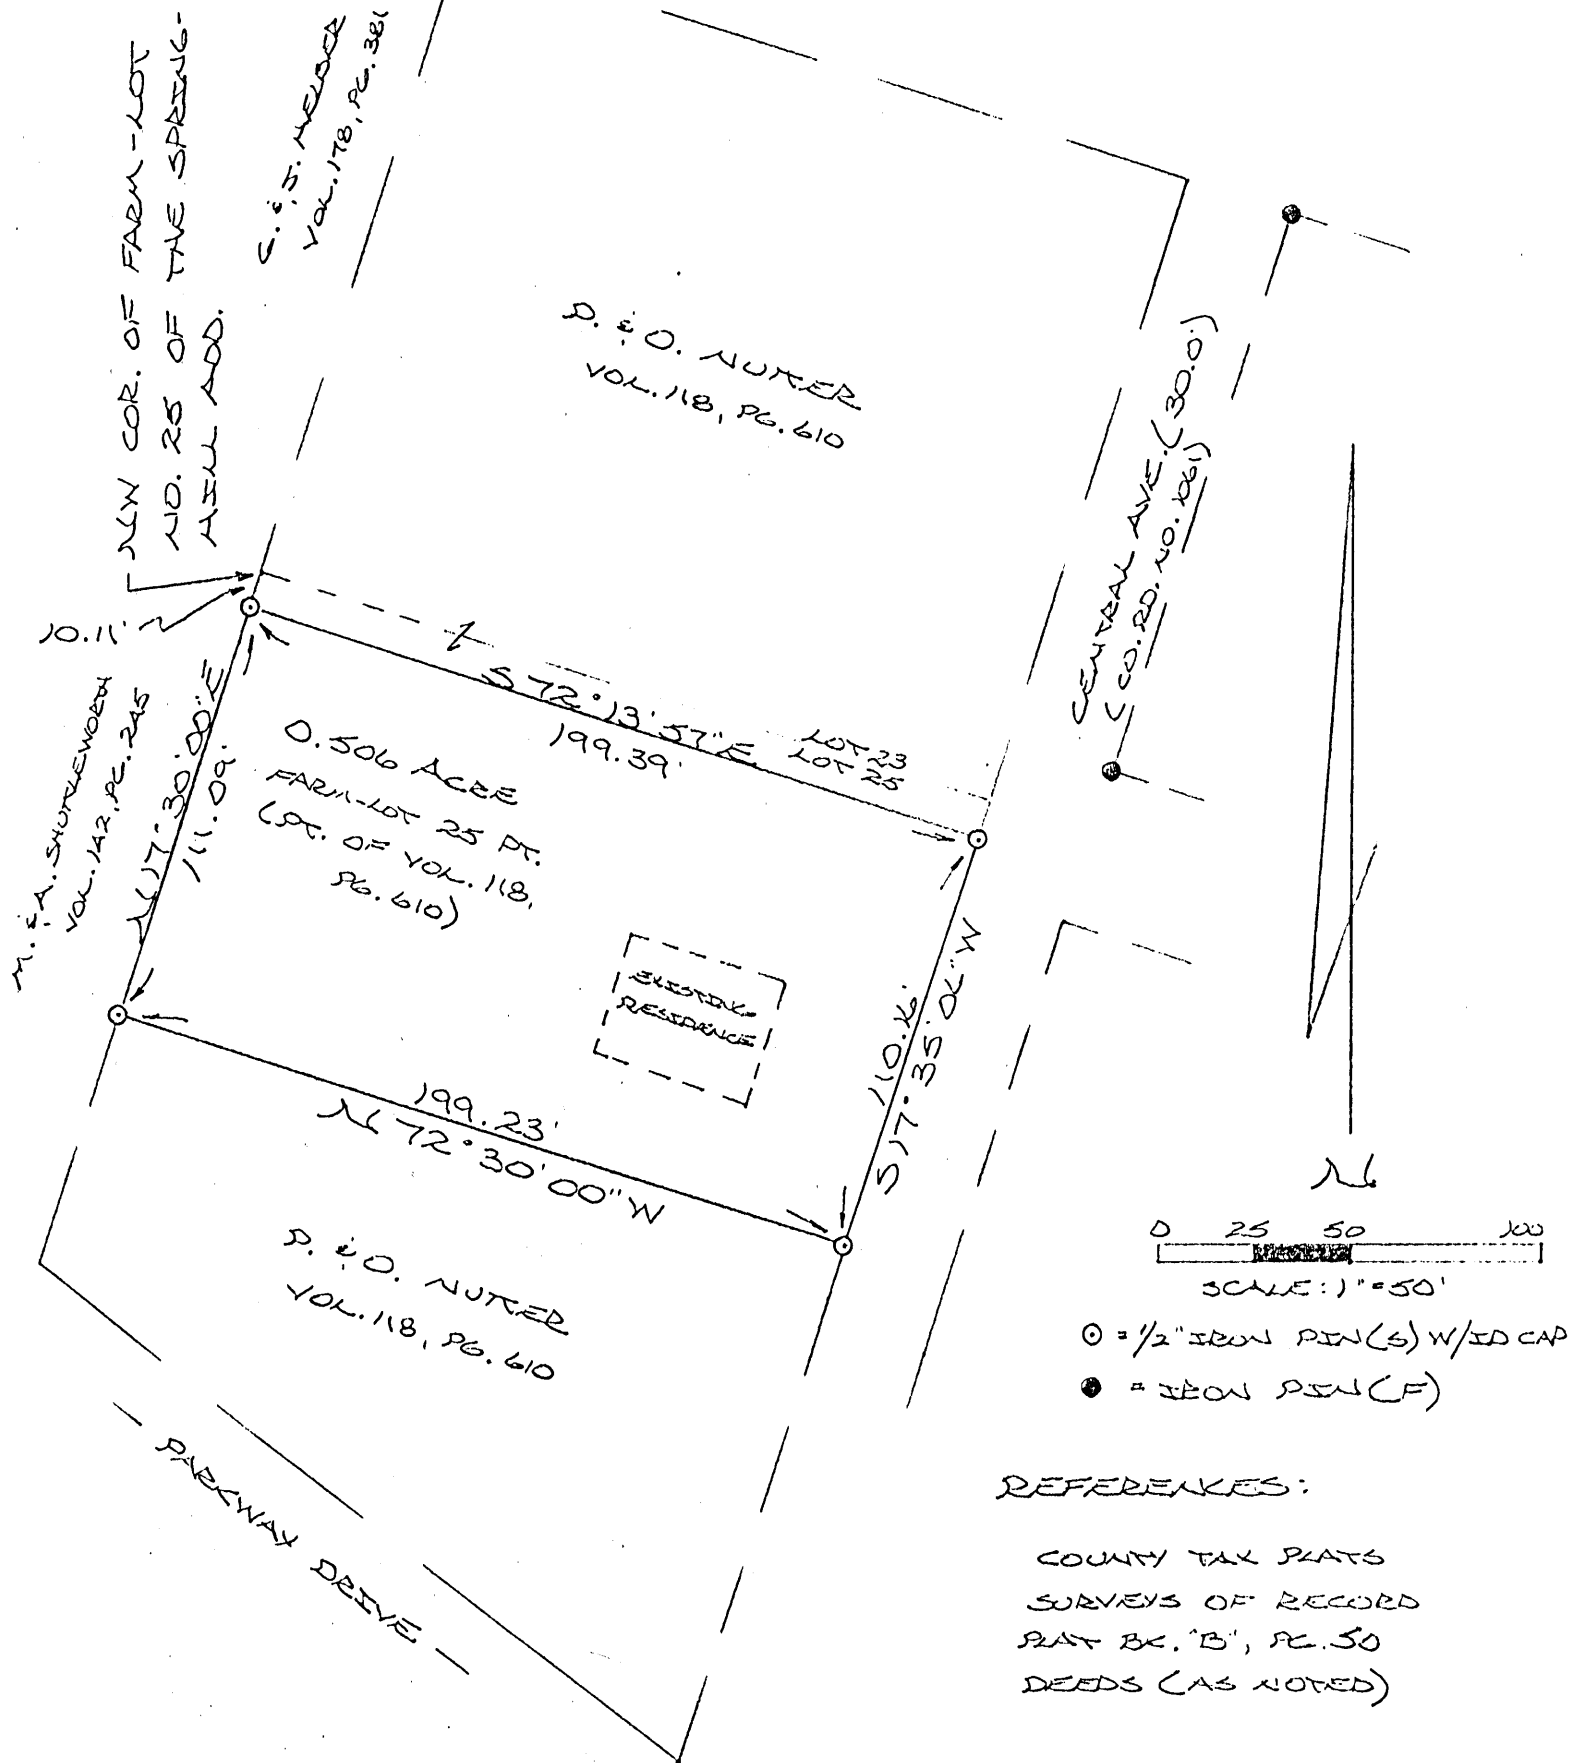 NW COR. OF FARM-LOT
NO. 25 OF THE SPRING-
HILL ADD.
VOL. 178, PG. 381
D. & O. NUTTER
VOL. 118, PG. 610
CENTRAL AVE. (30.0')
(CO. RD. NO. 106)
10.11'
M. & A. SHUTTLEWORTH
VOL. 142, PG. 245
N 17° 30' 00" E
111.09'
S 72° 13' 57" E
199.39'
LOT 23
LOT 25
0.506 ACRE
FARM-LOT 25 PT.
(PT. OF VOL. 118,
PG. 610)
EXISTING
RESIDENCE
110.16'
S 17° 35' 06" W
199.23'
N 72° 30' 00" W
D. & O. NUTTER
VOL. 118, PG. 610
PARKWAY DRIVE
N
0 25 50 100
SCALE: 1" = 50'
= 1/2" IRON PIN(S) W/ID CAP
= IRON PIN (F)
REFERENCES:
COUNTY TAX PLATS
SURVEYS OF RECORD
PLAT BK. "B", PG. 50
DEEDS (AS NOTED)